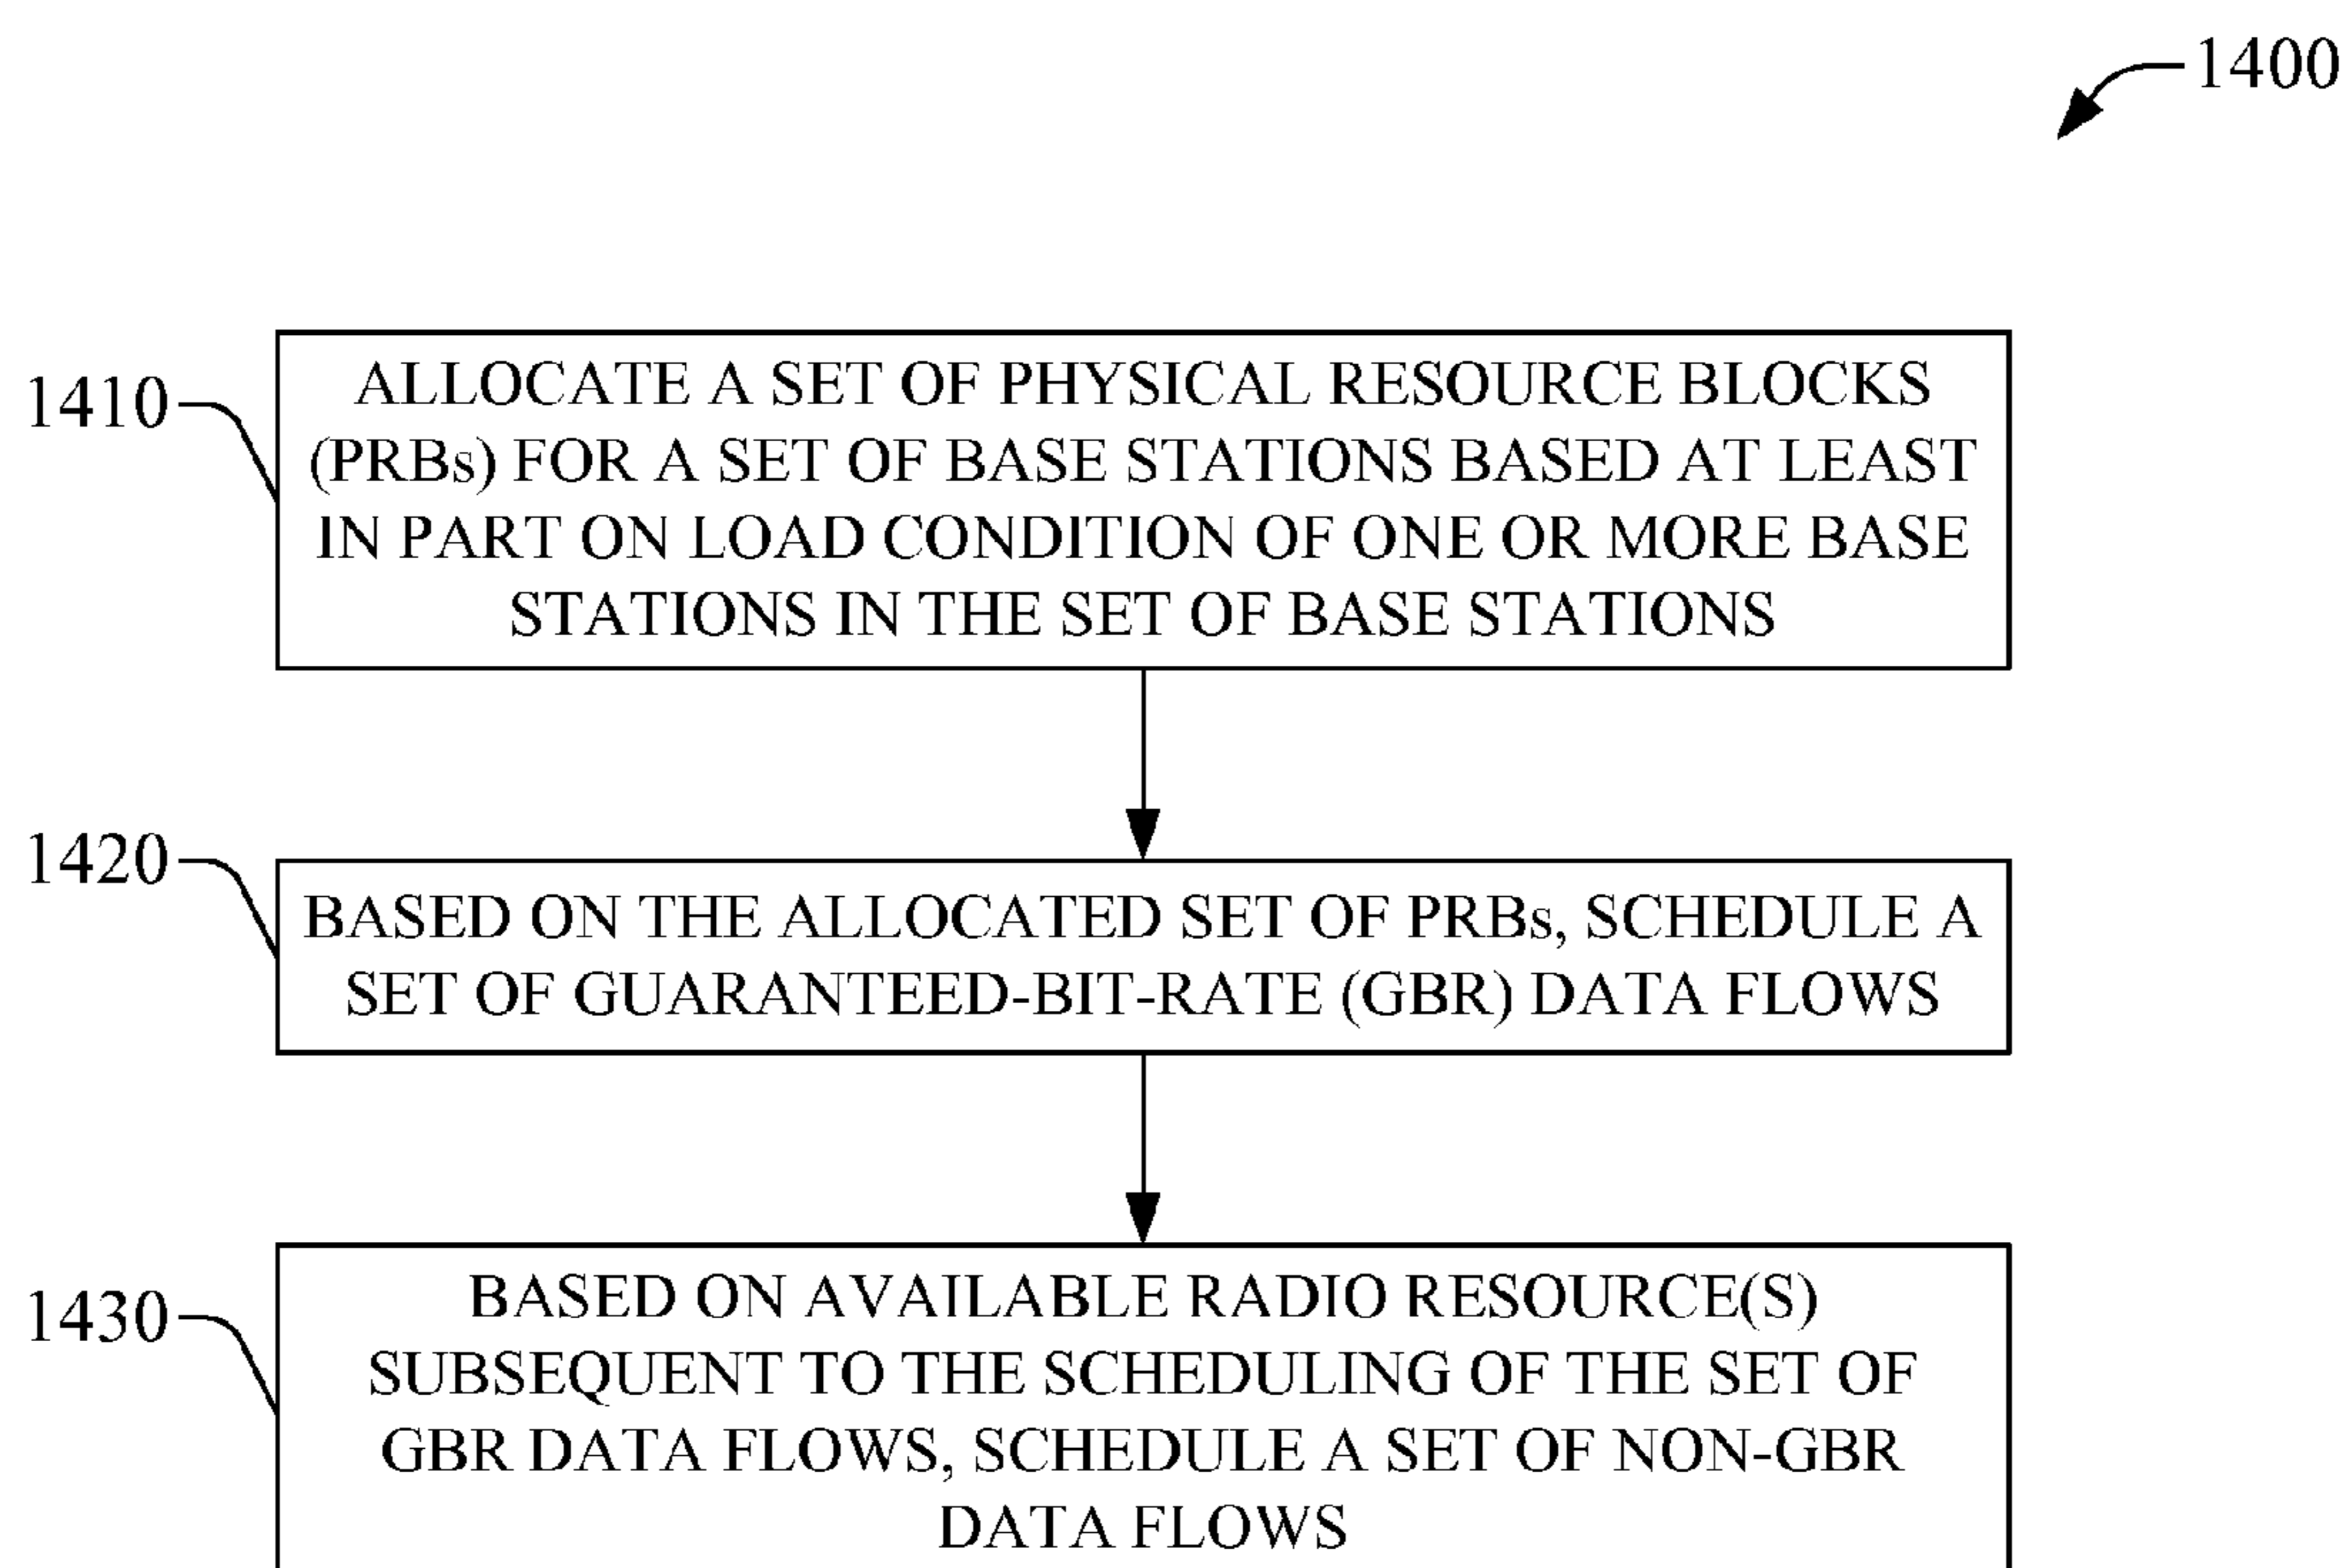 1400
1410
ALLOCATE A SET OF PHYSICAL RESOURCE BLOCKS
(PRBs) FOR A SET OF BASE STATIONS BASED AT LEAST
IN PART ON LOAD CONDITION OF ONE OR MORE BASE
STATIONS IN THE SET OF BASE STATIONS
1420
BASED ON THE ALLOCATED SET OF PRBs, SCHEDULE A
SET OF GUARANTEED-BIT-RATE (GBR) DATA FLOWS
1430
BASED ON AVAILABLE RADIO RESOURCE(S)
SUBSEQUENT TO THE SCHEDULING OF THE SET OF
GBR DATA FLOWS, SCHEDULE A SET OF NON-GBR
DATA FLOWS